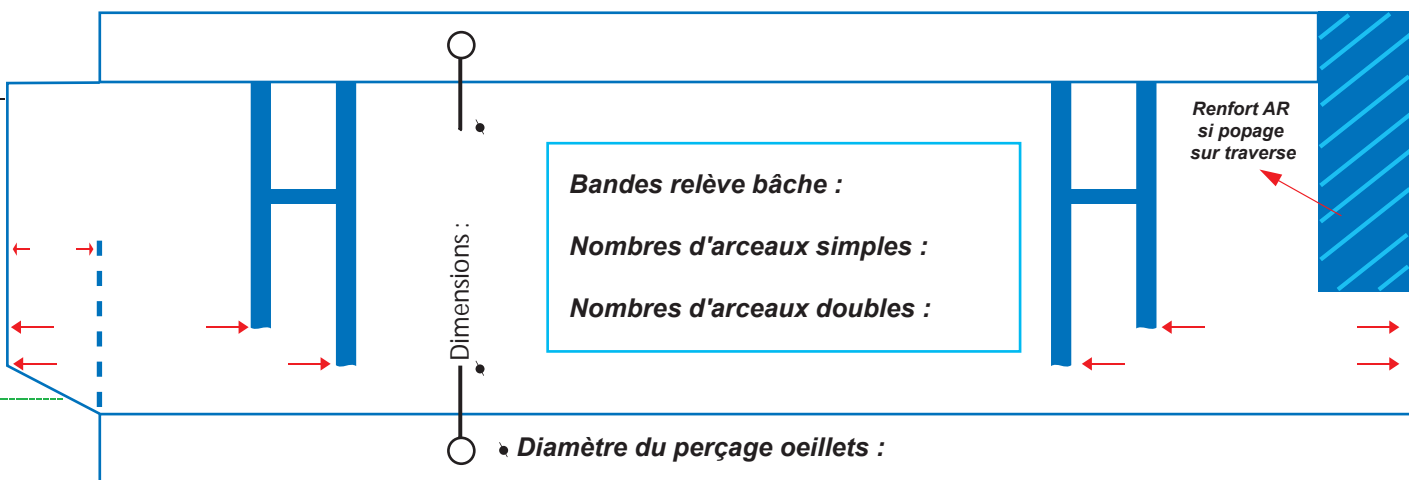 Renfort AR
si popage
sur traverse
Bandes relève bâche :
Nombres d'arceaux simples :
Nombres d'arceaux doubles :
Dimensions :
Diamètre du perçage oeillets :